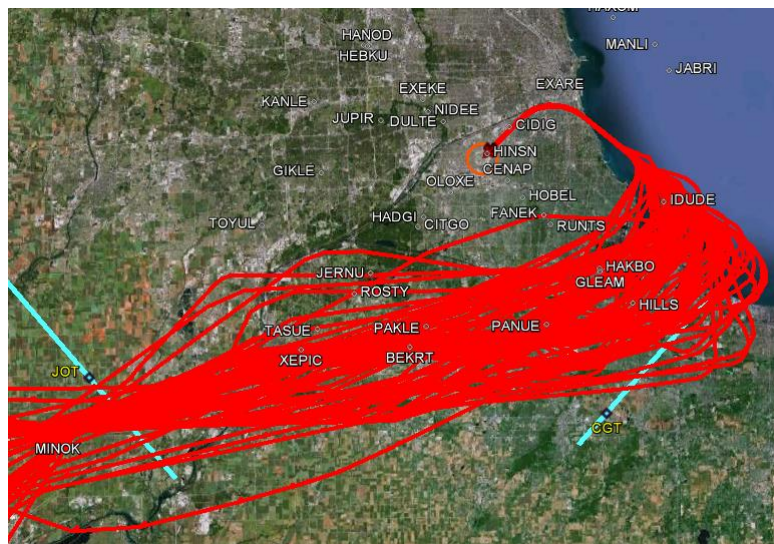 HANOD
HEBKU
MANLI
JABRI
EXEKE
EXARE
KANLE
NIDEE
JUPIR
DULTE
CIDIG
HINSN
CENAP
GIKLE
OLOXE
HOBEL
IDUDE
HADGI
FANEK
TOYUL
CITGO
RUNTS
JERNU
HAKBO
GLEAM
ROSTY
HILLS
TASUE
PAKLE
PANUE
XEPIC
BEKRT
JOT
CGT
MINOK